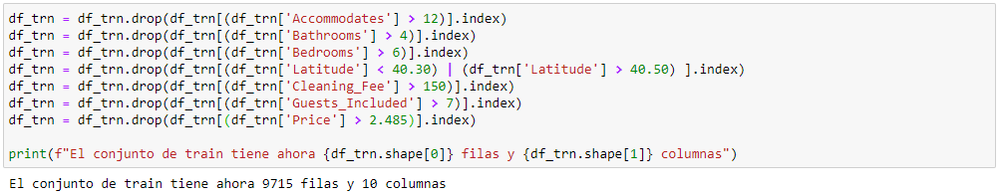 df_trn = df_trn.drop(df_trn[(df_trn['Accommodates'] > 12)].index)
df_trn = df_trn.drop(df_trn[(df_trn['Bathrooms'] > 4)].index)
df_trn = df_trn.drop(df_trn[(df_trn['Bedrooms'] > 6)].index)
df_trn = df_trn.drop(df_trn[(df_trn['Latitude'] < 40.30) | (df_trn['Latitude'] > 40.50) ].index)
df_trn = df_trn.drop(df_trn[(df_trn['Cleaning_Fee'] > 150)].index)
df_trn = df_trn.drop(df_trn[(df_trn['Guests_Included'] > 7)].index)
df_trn = df_trn.drop(df_trn[(df_trn['Price'] > 2.485)].index)
print(f"El conjunto de train tiene ahora {df_trn.shape[0]} filas y {df_trn.shape[1]} columnas")
El conjunto de train tiene ahora 9715 filas y 10 columnas